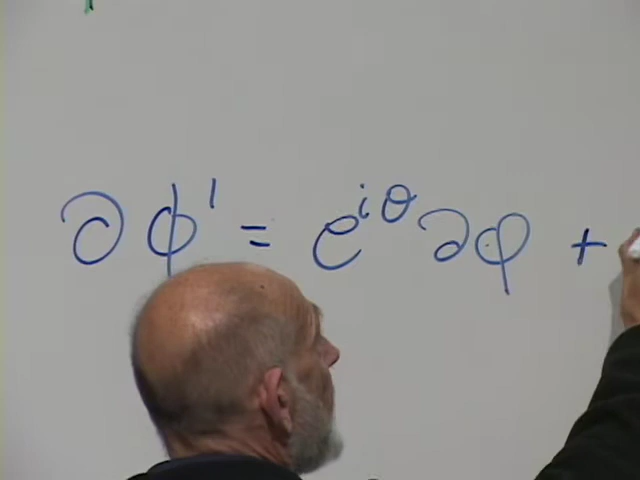 ∂ϕ' = e^{iθ} ∂φ +